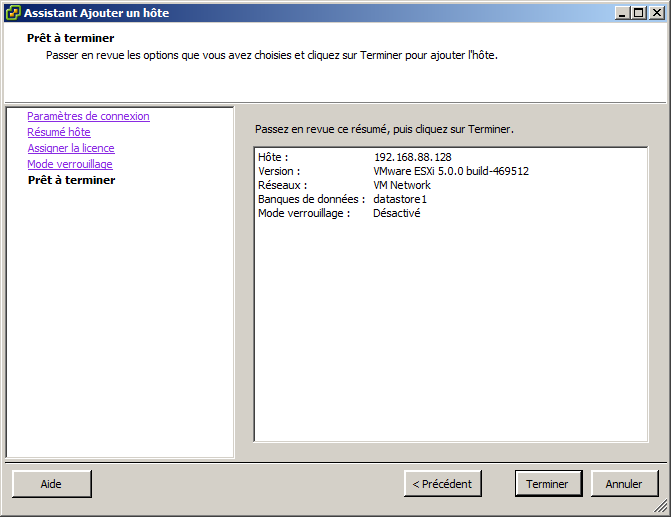 Assistant Ajouter un hôte
Prêt à terminer
Passer en revue les options que vous avez choisies et cliquez sur Terminer pour ajouter l'hôte.
Paramètres de connexion
Résumé hôte
Assigner la licence
Mode verrouillage
Prêt à terminer
Passez en revue ce résumé, puis cliquez sur Terminer.
Hôte : 192.168.88.128
Version : VMware ESXi 5.0.0 build-469512
Réseaux : VM Network
Banques de données : datastore1
Mode verrouillage : Désactivé
Aide
< Précédent
Terminer
Annuler